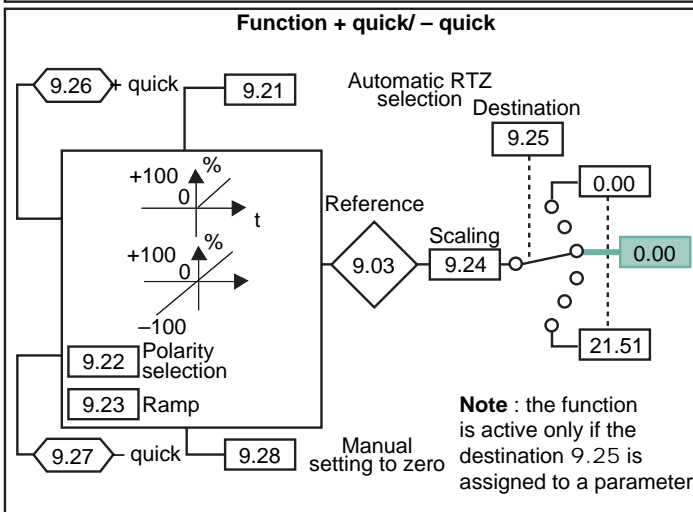 Function + quick/ – quick
9.26
+ quick
9.21
Automatic RTZ
selection
Destination
9.25
+100
%
0
t
+100
%
0
–100
Reference
9.03
Scaling
9.24
0.00
0.00
21.51
9.22
Polarity
selection
9.23
Ramp
9.27
– quick
9.28
Manual
setting to zero
Note : the function
is active only if the
destination 9.25 is
assigned to a parameter